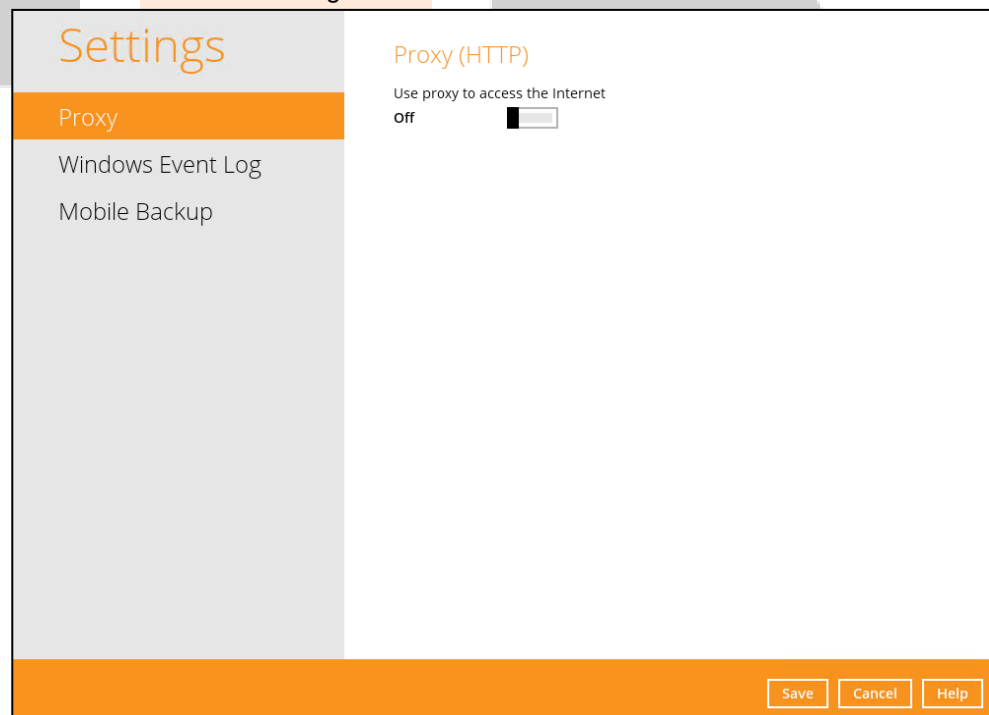 Settings
Proxy
Windows Event Log
Mobile Backup
Proxy (HTTP)
Use proxy to access the Internet
Off
Save Cancel Help